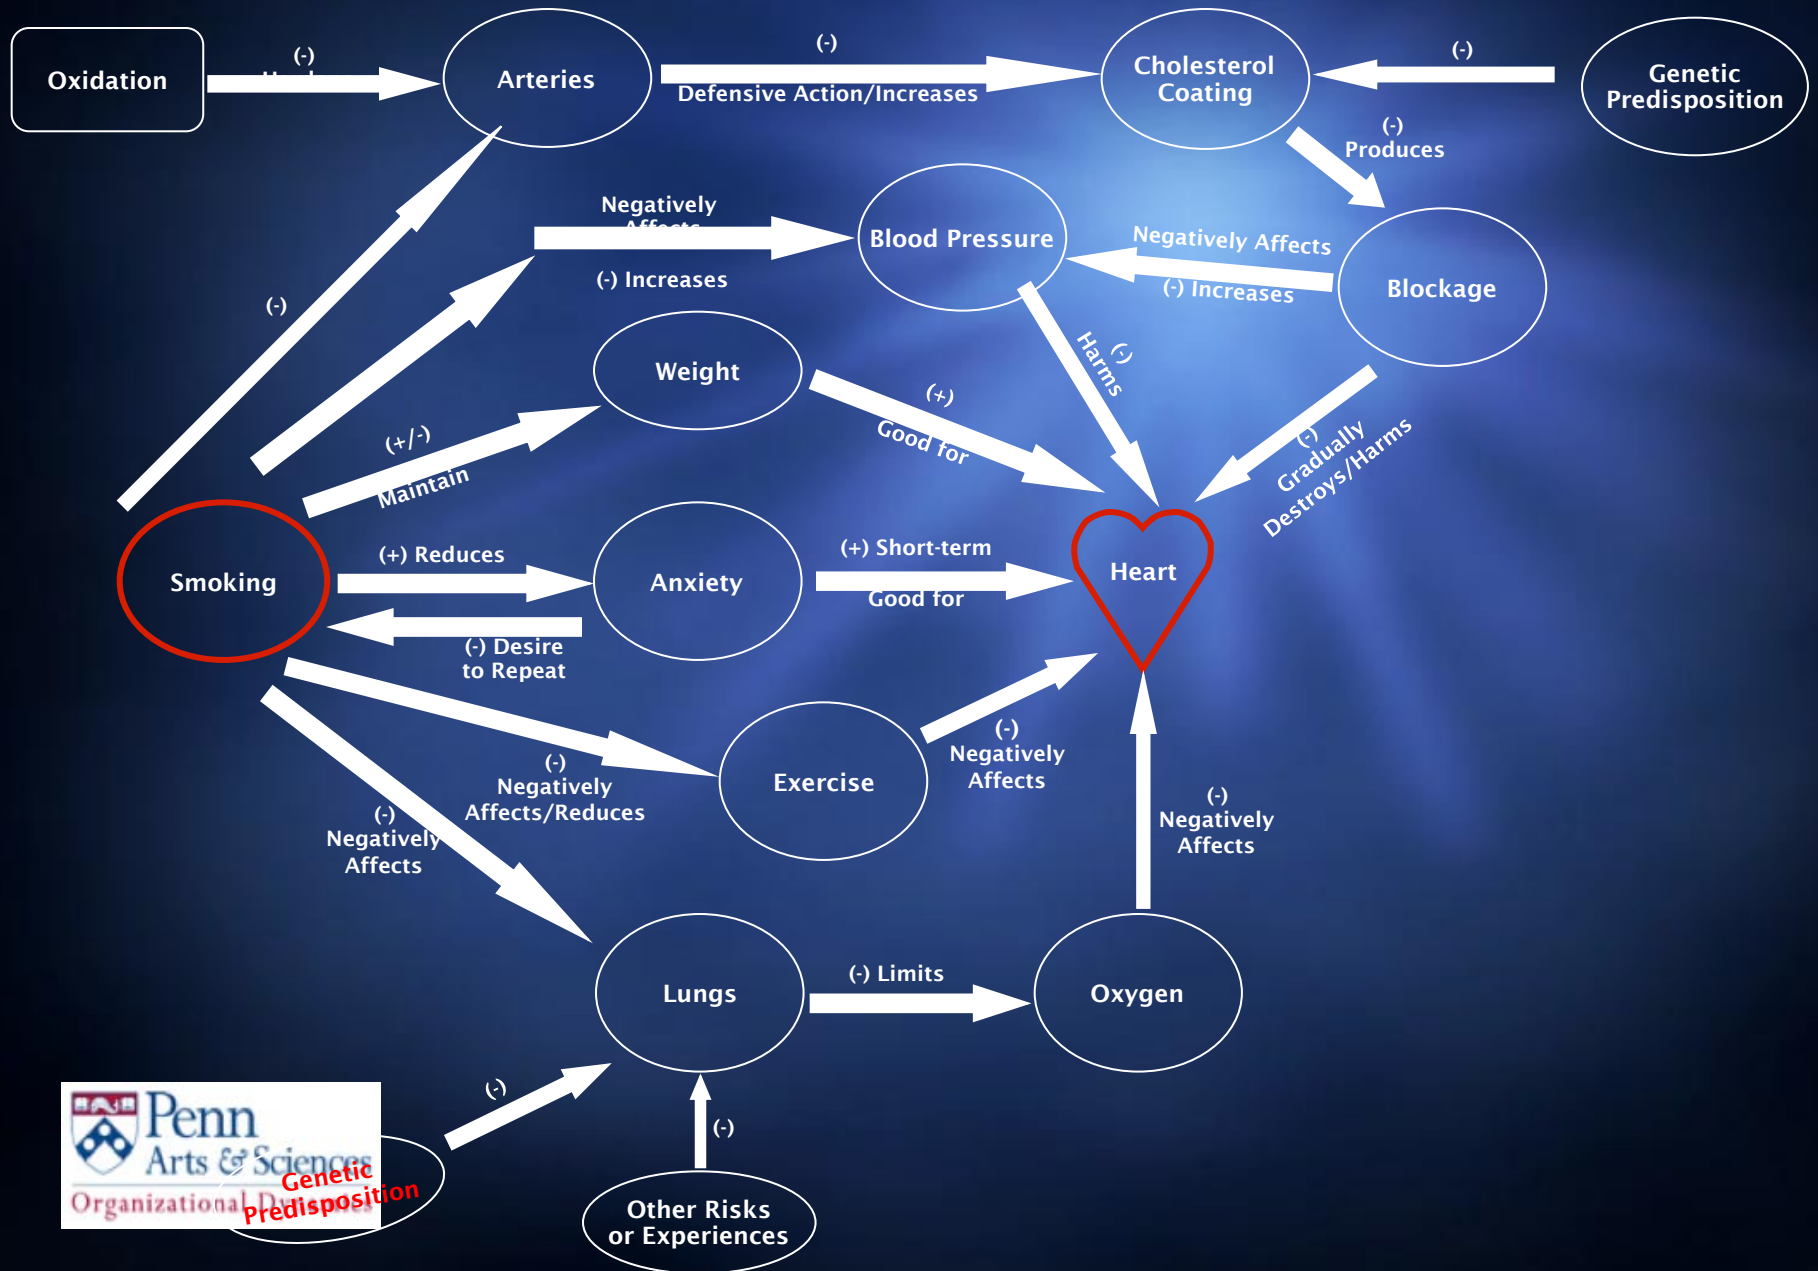 (-)
Oxidation
Arteries
(-)
Defensive Action/Increases
Cholesterol
Coating
(-)
Genetic
Predisposition
(-)
Produces
Negatively
Affects
(-) Increases
Blood Pressure
Negatively Affects
(-) Increases
Blockage
(-)
Weight
(+)
Good for
(-)
Harms
(-)
Gradually
Destroys/Harms
(+/-)
Maintain
Smoking
(+) Reduces
Anxiety
(+) Short-term
Good for
Heart
(-) Desire
to Repeat
(-)
Negatively
Affects/Reduces
Exercise
(-)
Negatively
Affects
(-)
Negatively
Affects
(-)
Negatively
Affects
Lungs
(-) Limits
Oxygen
(-)
(-)
Penn
Arts & Sciences
Organizational Dynamics
Genetic
Predisposition
Other Risks
or Experiences